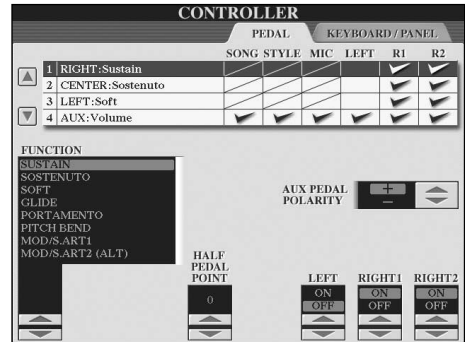 CONTROLLER
PEDAL KEYBOARD / PANEL
SONG STYLE MIC LEFT R1 R2
1 RIGHT:Sustain
2 CENTER:Sostenuto
3 LEFT:Soft
4 AUX:Volume
FUNCTION
SUSTAIN
SOSTENUTO
SOFT
GLIDE
PORTAMENTO
PITCH BEND
MOD/S.ART1
MOD/S.ART2 (ALT)
AUX PEDAL
POLARITY
+
−
HALF
PEDAL
POINT
0
LEFT RIGHT1 RIGHT2
ON ON ON
OFF OFF OFF